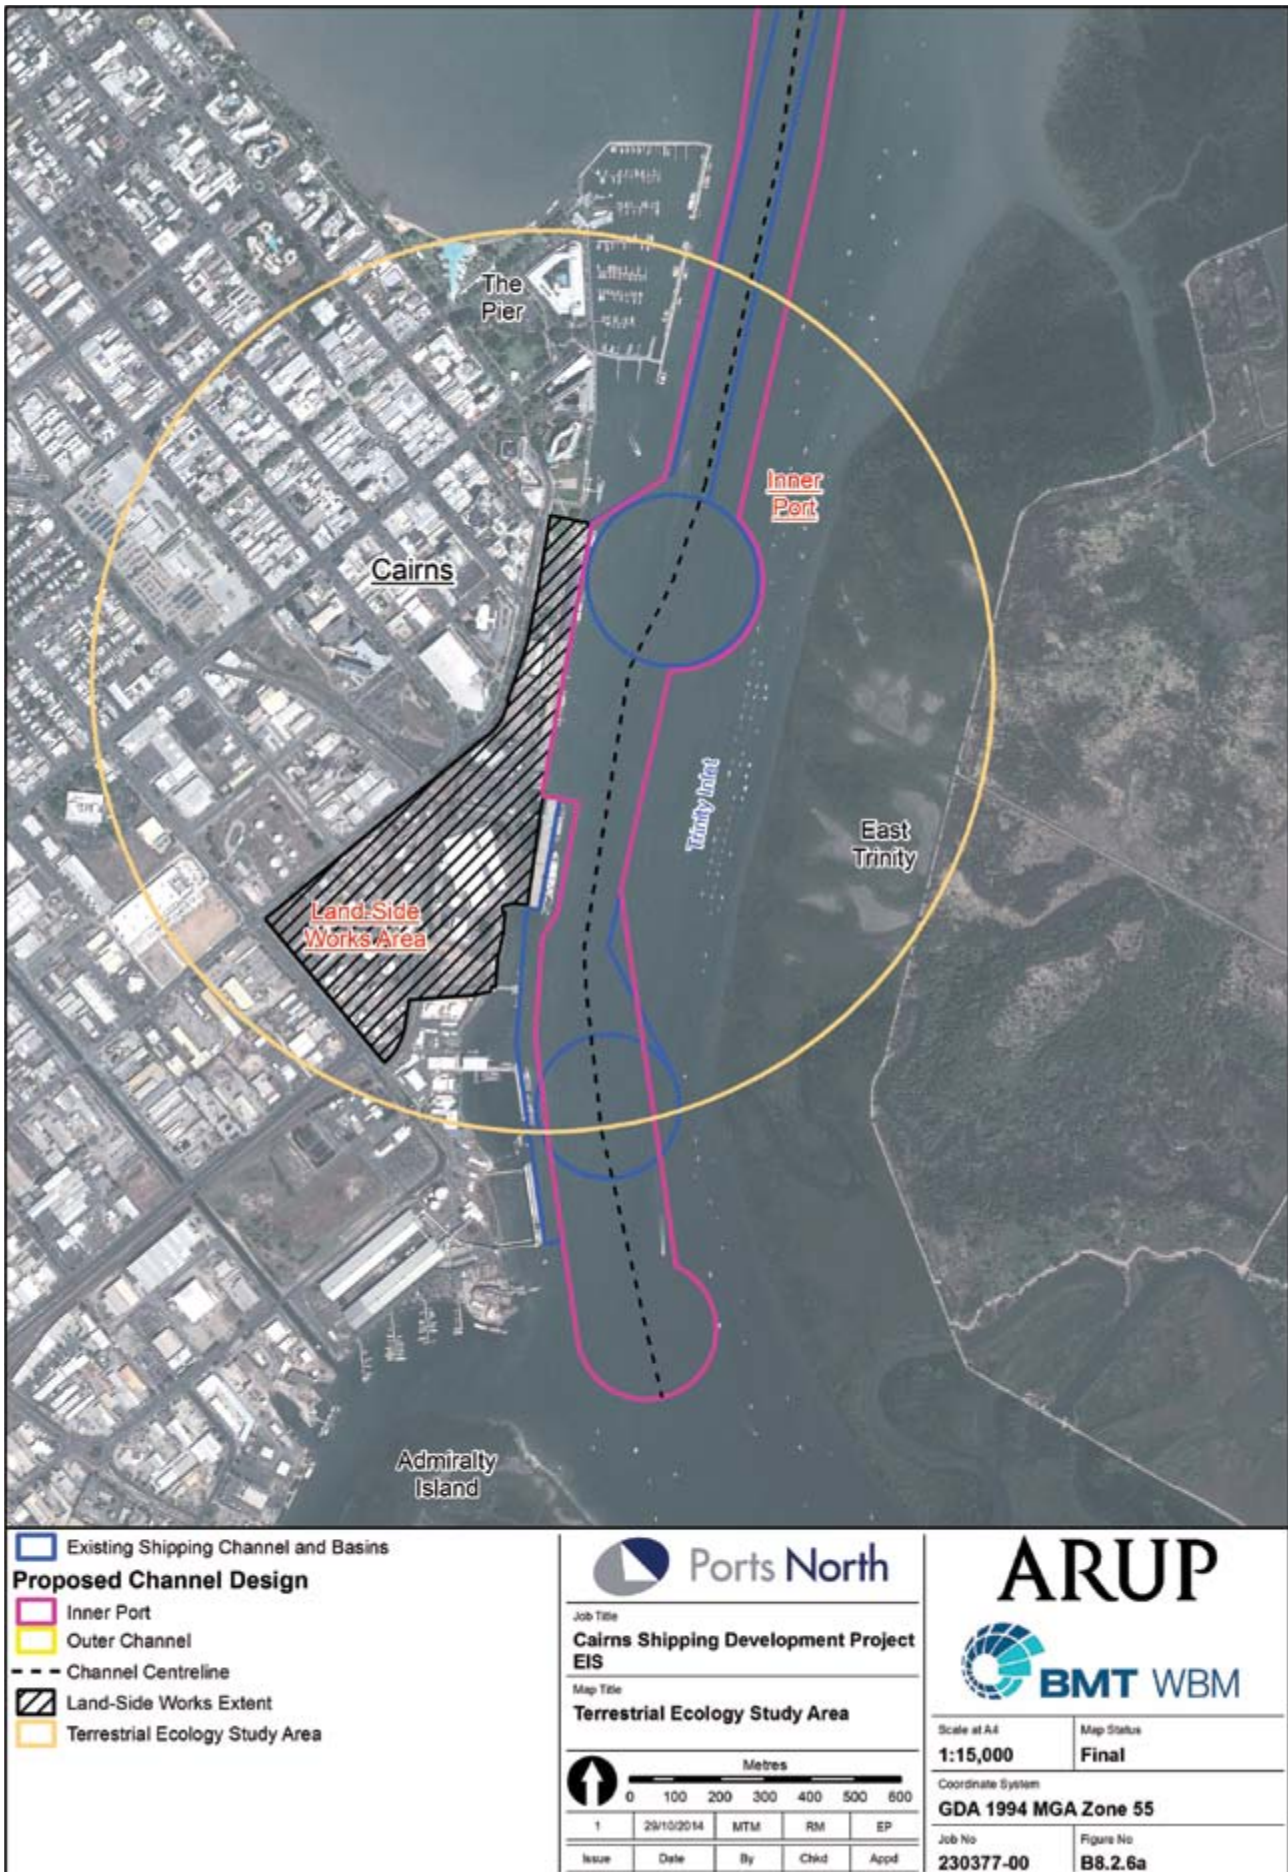 The
Pier
Inner
Port
Cairns
Trinity Inlet
East
Trinity
Land-Side
Works Area
Admiralty
Island
Existing Shipping Channel and Basins
Proposed Channel Design
Inner Port
Outer Channel
Channel Centreline
Land-Side Works Extent
Terrestrial Ecology Study Area
Ports North
Job Title
Cairns Shipping Development Project
EIS
Map Title
Terrestrial Ecology Study Area
Metres
0 100 200 300 400 500 600
1 29/10/2014 MTM RM EP
Issue Date By Chkd Appd
ARUP
BMT WBM
Scale at A4 Map Status
1:15,000 Final
Coordinate System
GDA 1994 MGA Zone 55
Job No Figure No
230377-00 B8.2.6a